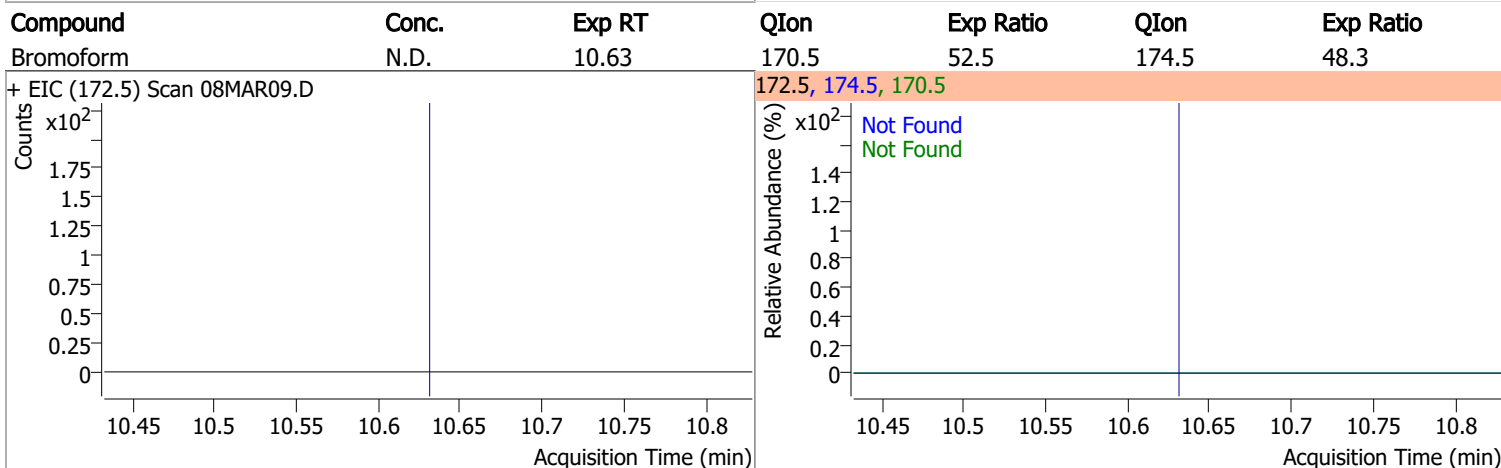 Compound Conc. Exp RT QIon Exp Ratio QIon Exp Ratio
Bromoform N.D. 10.63 170.5 52.5 174.5 48.3
+ EIC (172.5) Scan 08MAR09.D
Counts
x10²
1.75
1.5
1.25
1
0.75
0.5
0.25
0
10.45 10.5 10.55 10.6 10.65 10.7 10.75 10.8
Acquisition Time (min)
172.5, 174.5, 170.5
Relative Abundance (%)
x10²
Not Found
Not Found
1.4
1.2
1
0.8
0.6
0.4
0.2
0
10.45 10.5 10.55 10.6 10.65 10.7 10.75 10.8
Acquisition Time (min)